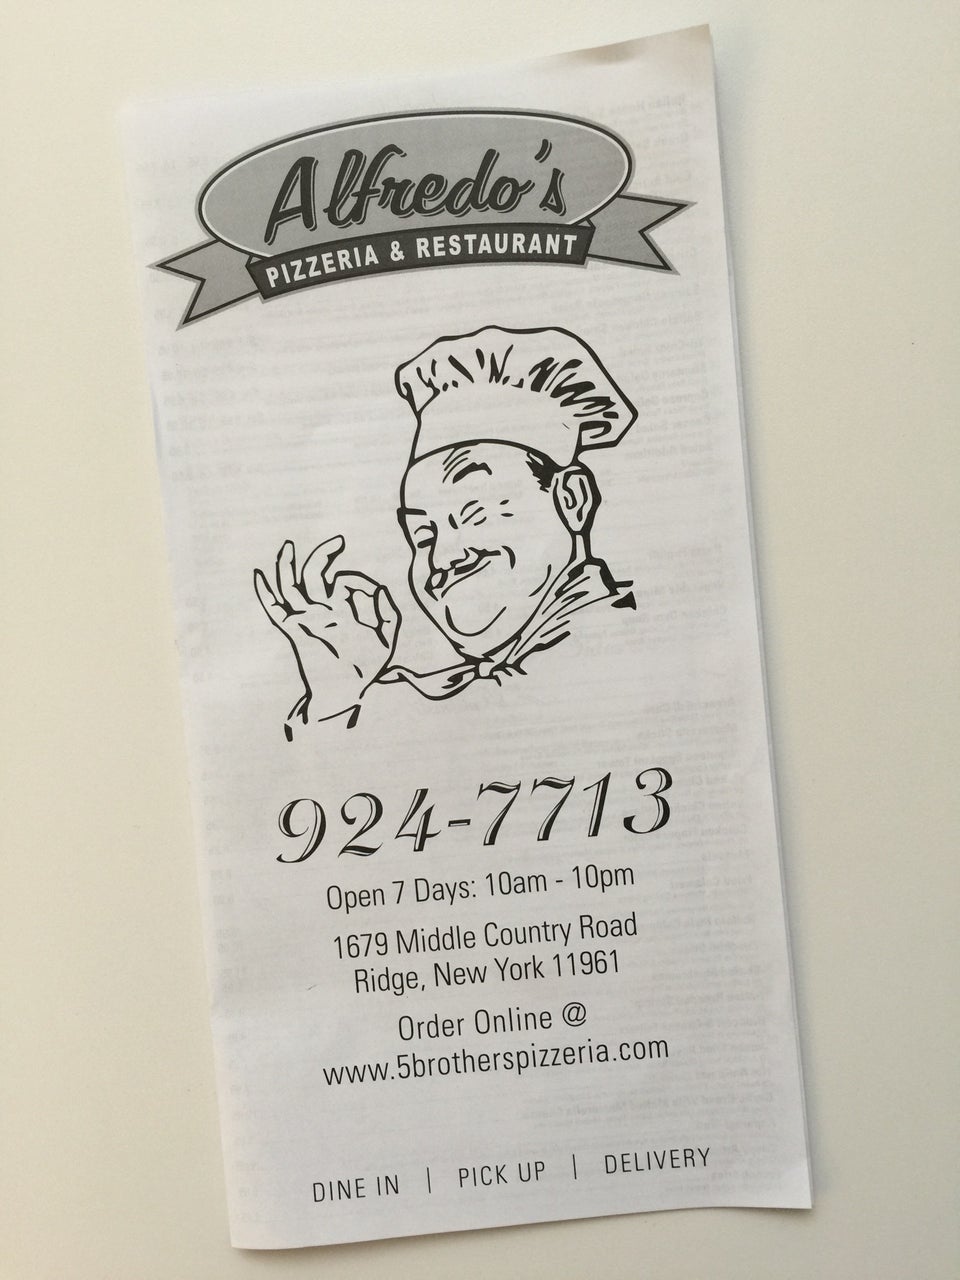 Alfredo's
PIZZERIA & RESTAURANT
924-7713
Open 7 Days: 10am - 10pm
1679 Middle Country Road
Ridge, New York 11961
Order Online @
www.5brotherspizzeria.com
DINE IN | PICK UP | DELIVERY